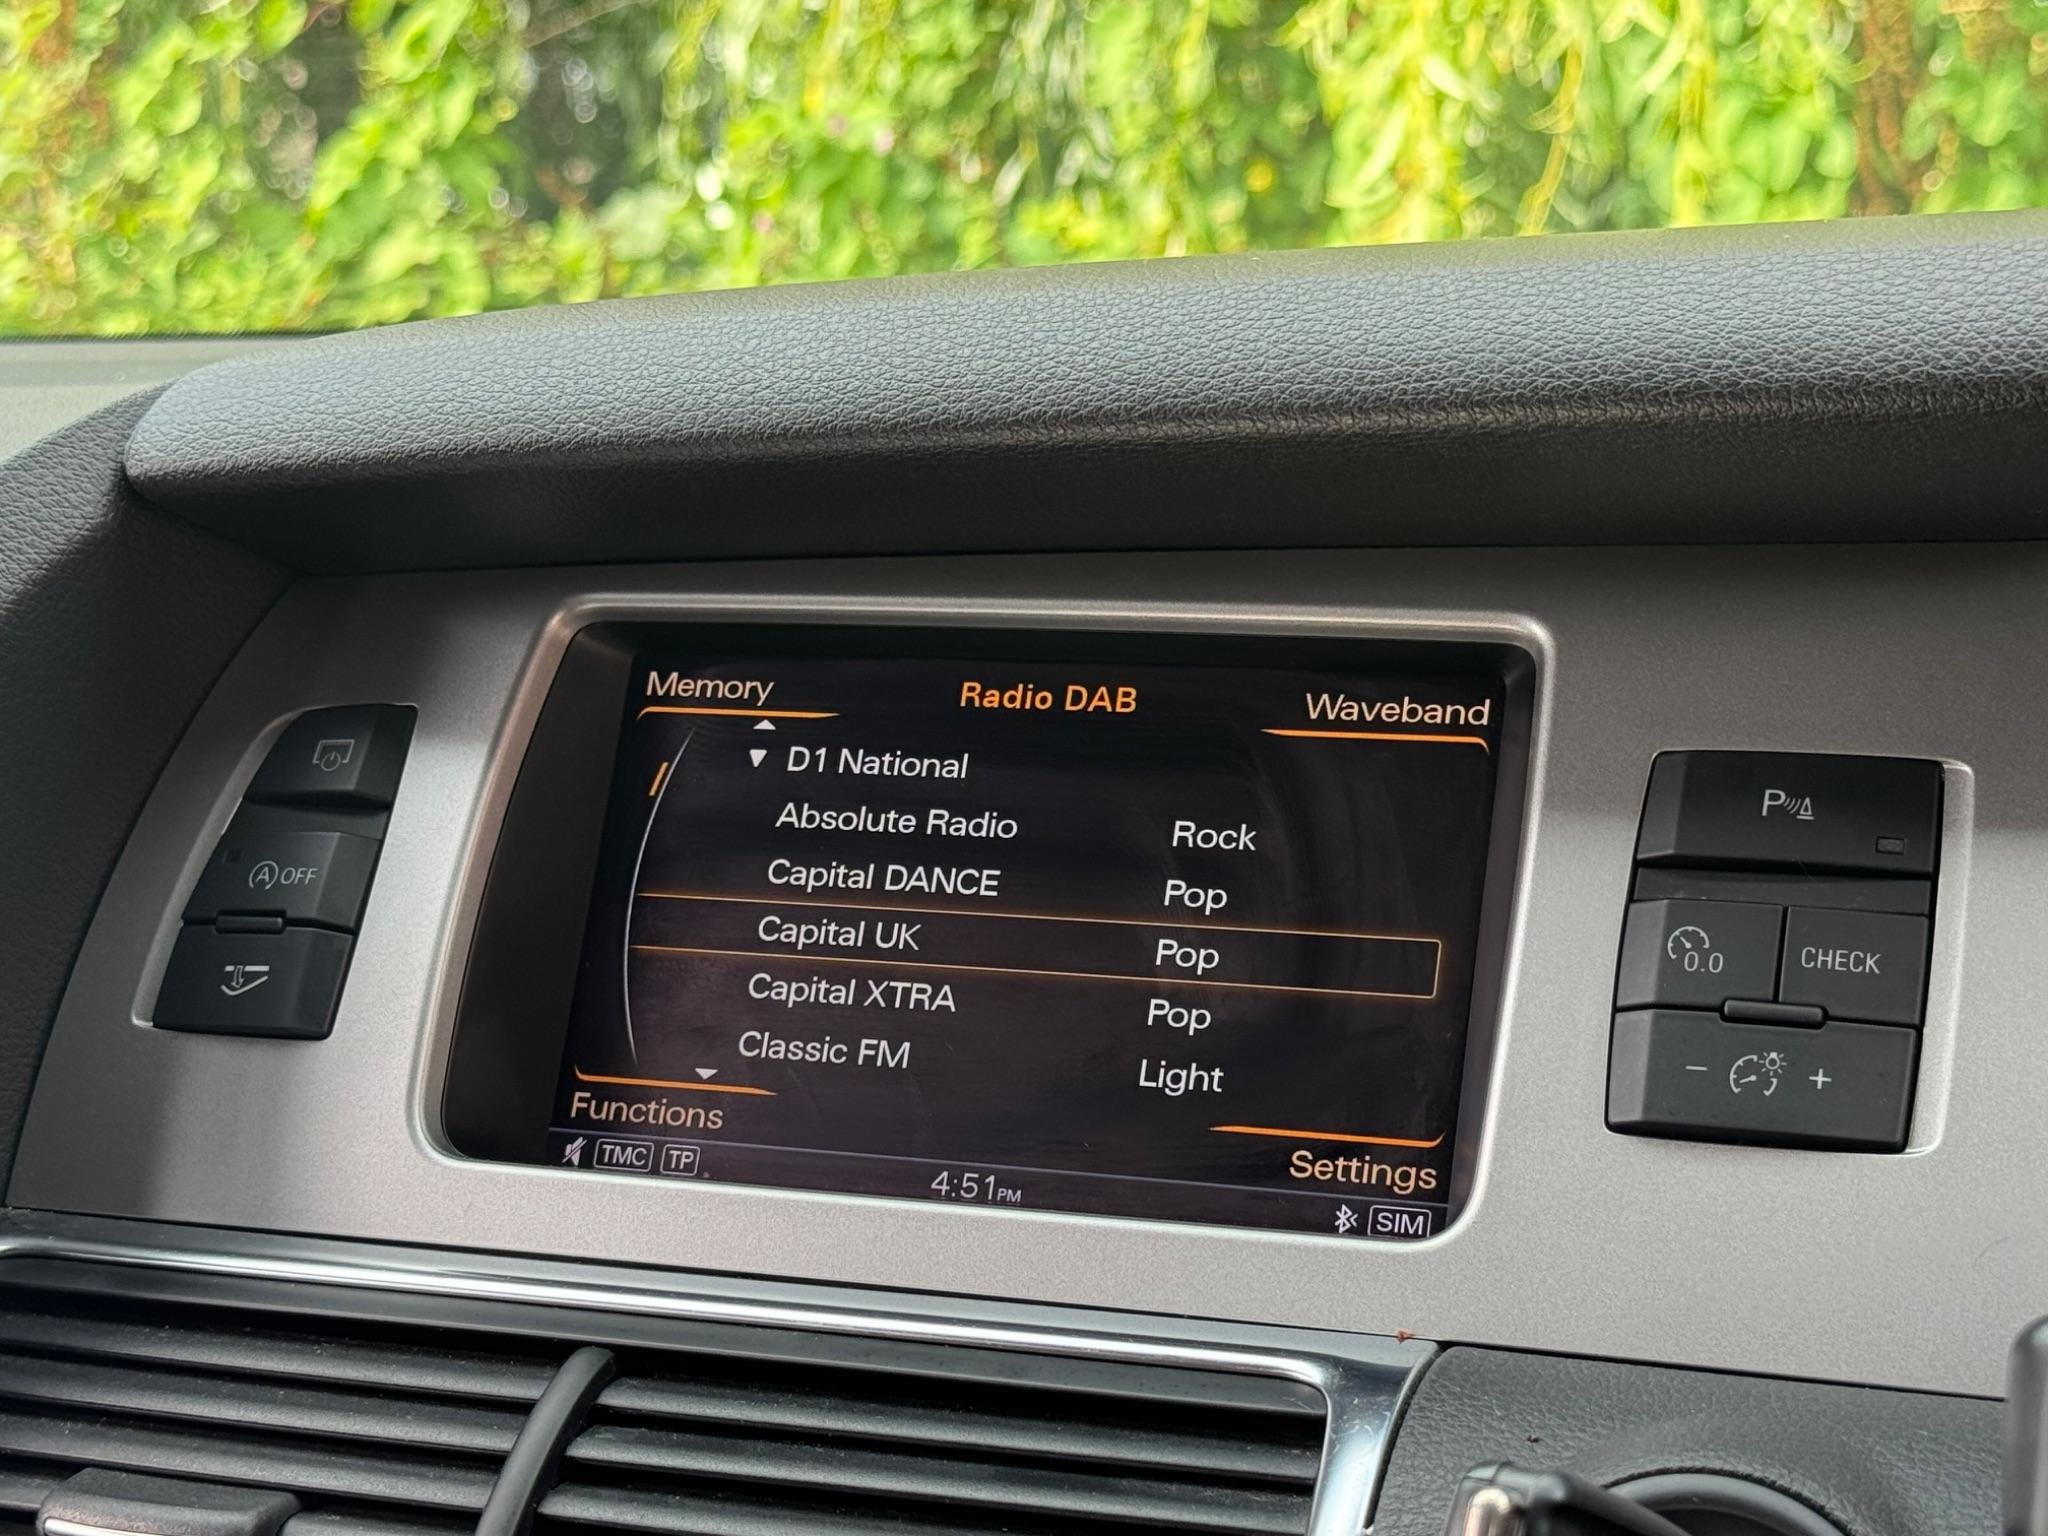 Memory
Radio DAB
Waveband
D1 National
Absolute Radio Rock
Capital DANCE Pop
Capital UK Pop
Capital XTRA Pop
Classic FM Light
Functions
Settings
TMC TP
4:51PM
SIM
A OFF
P
0.0
CHECK
- +